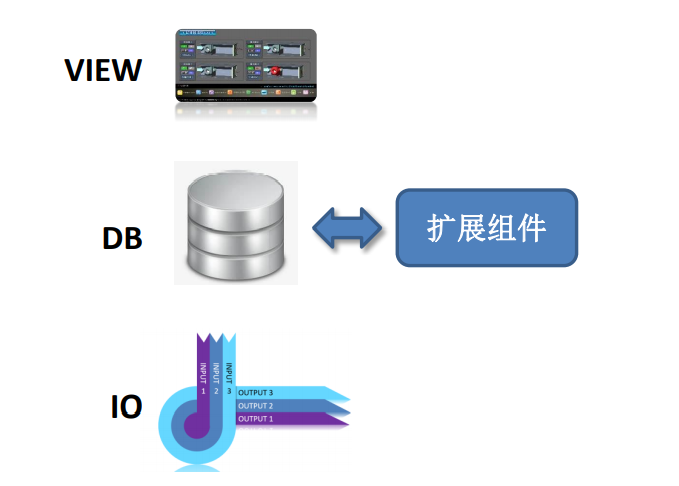 VIEW
DB
扩展组件
IO
INPUT 1
INPUT 2
INPUT 3
OUTPUT 3
OUTPUT 2
OUTPUT 1